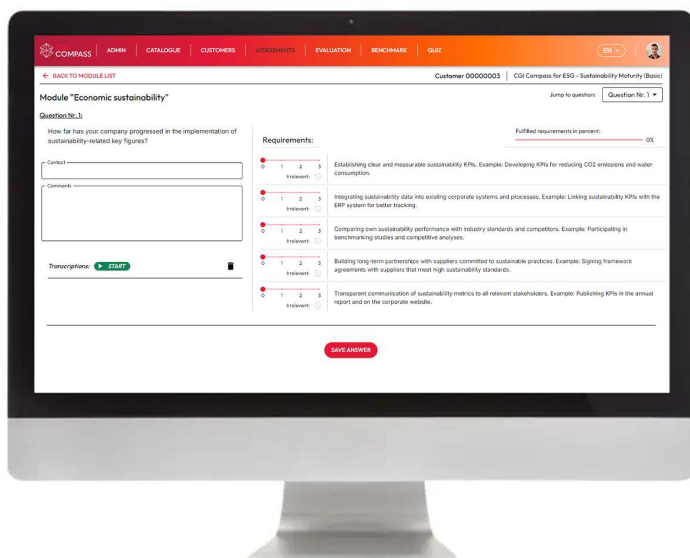 COMPASS ADMIN CATALOGUE CUSTOMERS ASSESSMENTS EVALUATION BENCHMARK QUIZ EN
← BACK TO MODULE LIST Customer 00000003 CGI Compass for ESG - Sustainability Maturity (Basic)
Module "Economic sustainability" Jump to question: Question Nr. 1
Question Nr. 1:
How far has your company progressed in the implementation of
sustainability-related key figures?
Contact
Comments
Transcriptions: START
Requirements:
Fulfilled requirements in percent:
0%
0 1 2 3
Irrelevant:
Establishing clear and measurable sustainability KPIs. Example: Developing KPIs for reducing CO2 emissions and water
consumption.
0 1 2 3
Irrelevant:
Integrating sustainability data into existing corporate systems and processes. Example: Linking sustainability KPIs with the
ERP system for better tracking.
0 1 2 3
Irrelevant:
Comparing own sustainability performance with industry standards and competitors. Example: Participating in
benchmarking studies and competitive analyses.
0 1 2 3
Irrelevant:
Building long-term partnerships with suppliers committed to sustainable practices. Example: Signing framework
agreements with suppliers that meet high sustainability standards.
0 1 2 3
Irrelevant:
Transparent communication of sustainability metrics to all relevant stakeholders. Example: Publishing KPIs in the annual
report and on the corporate website.
SAVE ANSWER